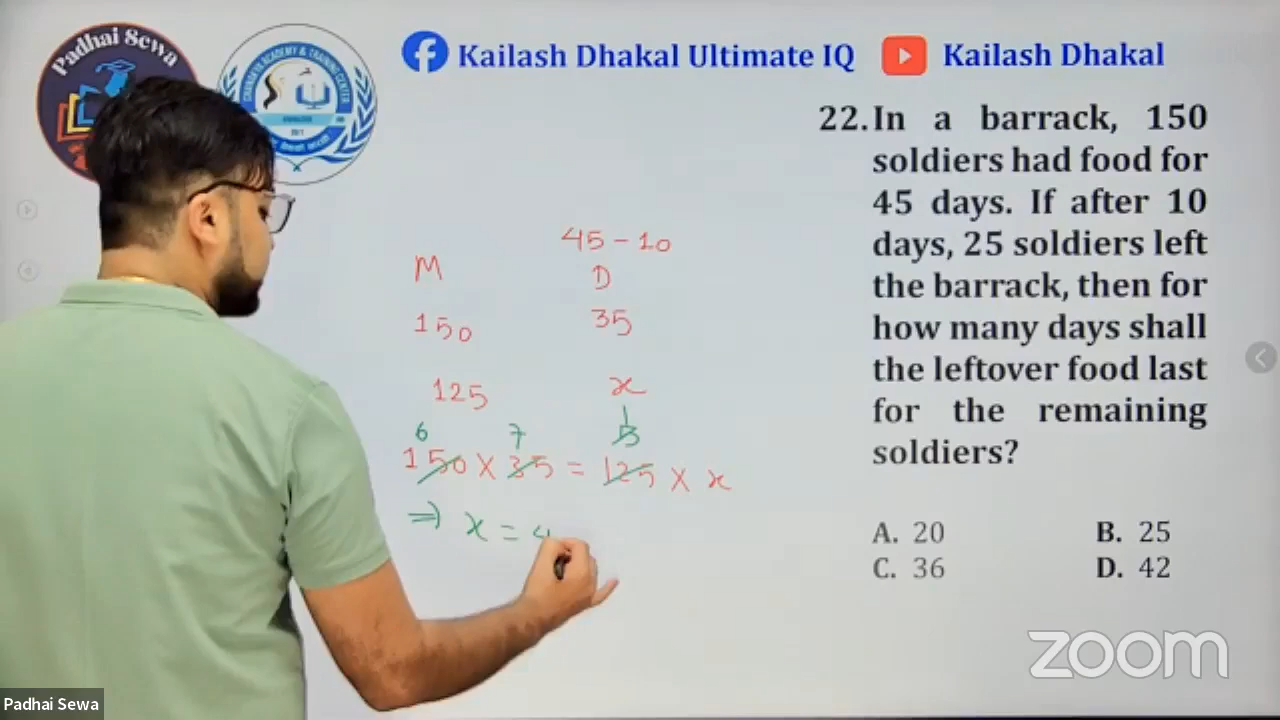 Padhai Sewa
Kailash Dhakal Ultimate IQ
Kailash Dhakal
22. In a barrack, 150
soldiers had food for
45 days. If after 10
days, 25 soldiers left
the barrack, then for
how many days shall
the leftover food last
for the remaining
soldiers?
A. 20
B. 25
C. 36
D. 42
45 - 10
M
D
150
35
125
x
6 7 1
5
150 × 35 = 125 × x
⇒ x = 4
zoom
Padhai Sewa